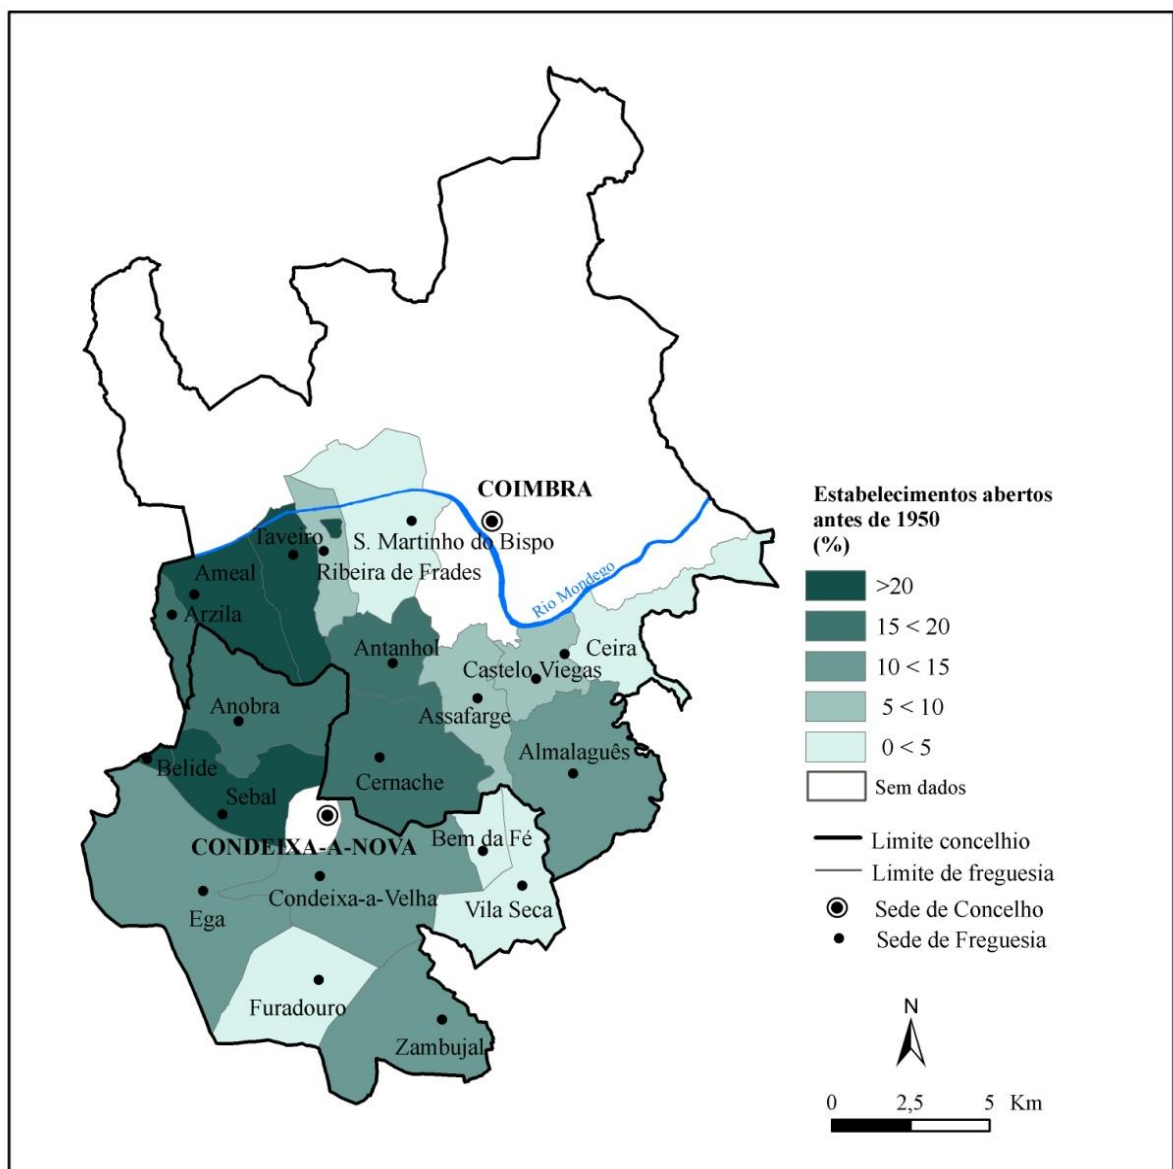 COIMBRA
Taveiro
S. Martinho do Bispo
Ribeira de Frades
Ameal
Arzila
Rio Mondego
Antanhol
Ceira
Castelo Viegas
Anobra
Assafarge
Almalaguês
Belide
Cernache
Sebal
CONDEIXA-A-NOVA
Bem da Fé
Condeixa-a-Velha
Vila Seca
Ega
Furadouro
Zambujal
Estabelecimentos abertos
antes de 1950
(%)
>20
15 < 20
10 < 15
5 < 10
0 < 5
Sem dados
Limite concelhio
Limite de freguesia
Sede de Concelho
Sede de Freguesia
N
0 2,5 5 Km